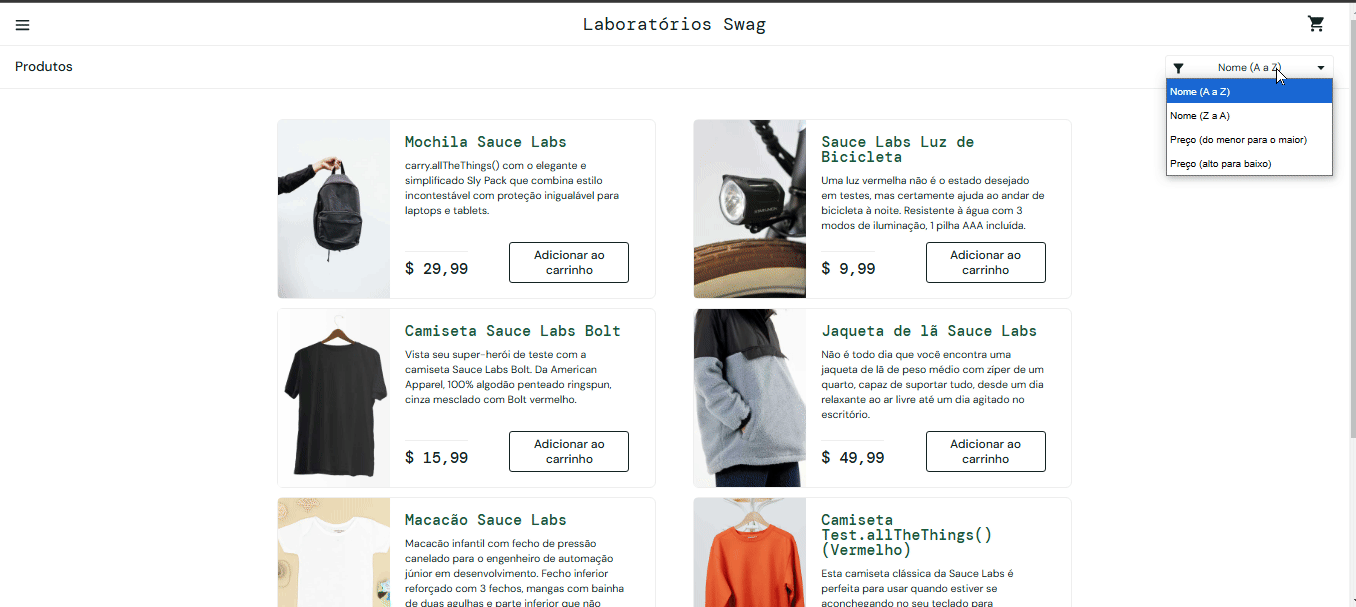 Laboratórios Swag
Produtos
Nome (A a Z)
Nome (A a Z)
Nome (Z a A)
Preço (do menor para o maior)
Preço (alto para baixo)
Mochila Sauce Labs
carry.allTheThings() com o elegante e
simplificado Sly Pack que combina estilo
incontestável com proteção inigualável para
laptops e tablets.
$ 29,99
Adicionar ao
carrinho
Sauce Labs Luz de
Bicicleta
Uma luz vermelha não é o estado desejado
em testes, mas certamente ajuda ao andar de
bicicleta à noite. Resistente à água com 3
modos de iluminação, 1 pilha AAA incluída.
$ 9,99
Adicionar ao
carrinho
Camiseta Sauce Labs Bolt
Vista seu super-herói de teste com a
camiseta Sauce Labs Bolt. Da American
Apparel, 100% algodão penteado ringspun,
cinza mesclado com Bolt vermelho.
$ 15,99
Adicionar ao
carrinho
Jaqueta de lã Sauce Labs
Não é todo dia que você encontra uma
jaqueta de lã de peso médio com zíper de um
quarto, capaz de suportar tudo, desde um dia
relaxante ao ar livre até um dia agitado no
escritório.
$ 49,99
Adicionar ao
carrinho
Macacão Sauce Labs
Macacão infantil com fecho de pressão
canelado para o engenheiro de automação
júnior em desenvolvimento. Fecho inferior
reforçado com 3 fechos, mangas com bainha
de duas agulhas e parte inferior que não
Camiseta
Test.allTheThings()
(Vermelho)
Esta camiseta clássica da Sauce Labs é
perfeita para usar quando estiver se
aconchegando no seu teclado para